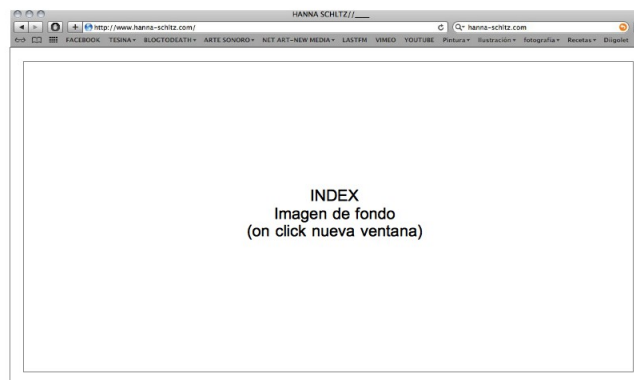 HANNA SCHLTZ//____
http://www.hanna-schltz.com/
hanna-schltz.com
FACEBOOK TESINA BLOGTODEATH ARTE SONORO NET ART-NEW MEDIA LASTFM VIMEO YOUTUBE Pintura Ilustración fotografía Recetas Diigolet
INDEX
Imagen de fondo
(on click nueva ventana)